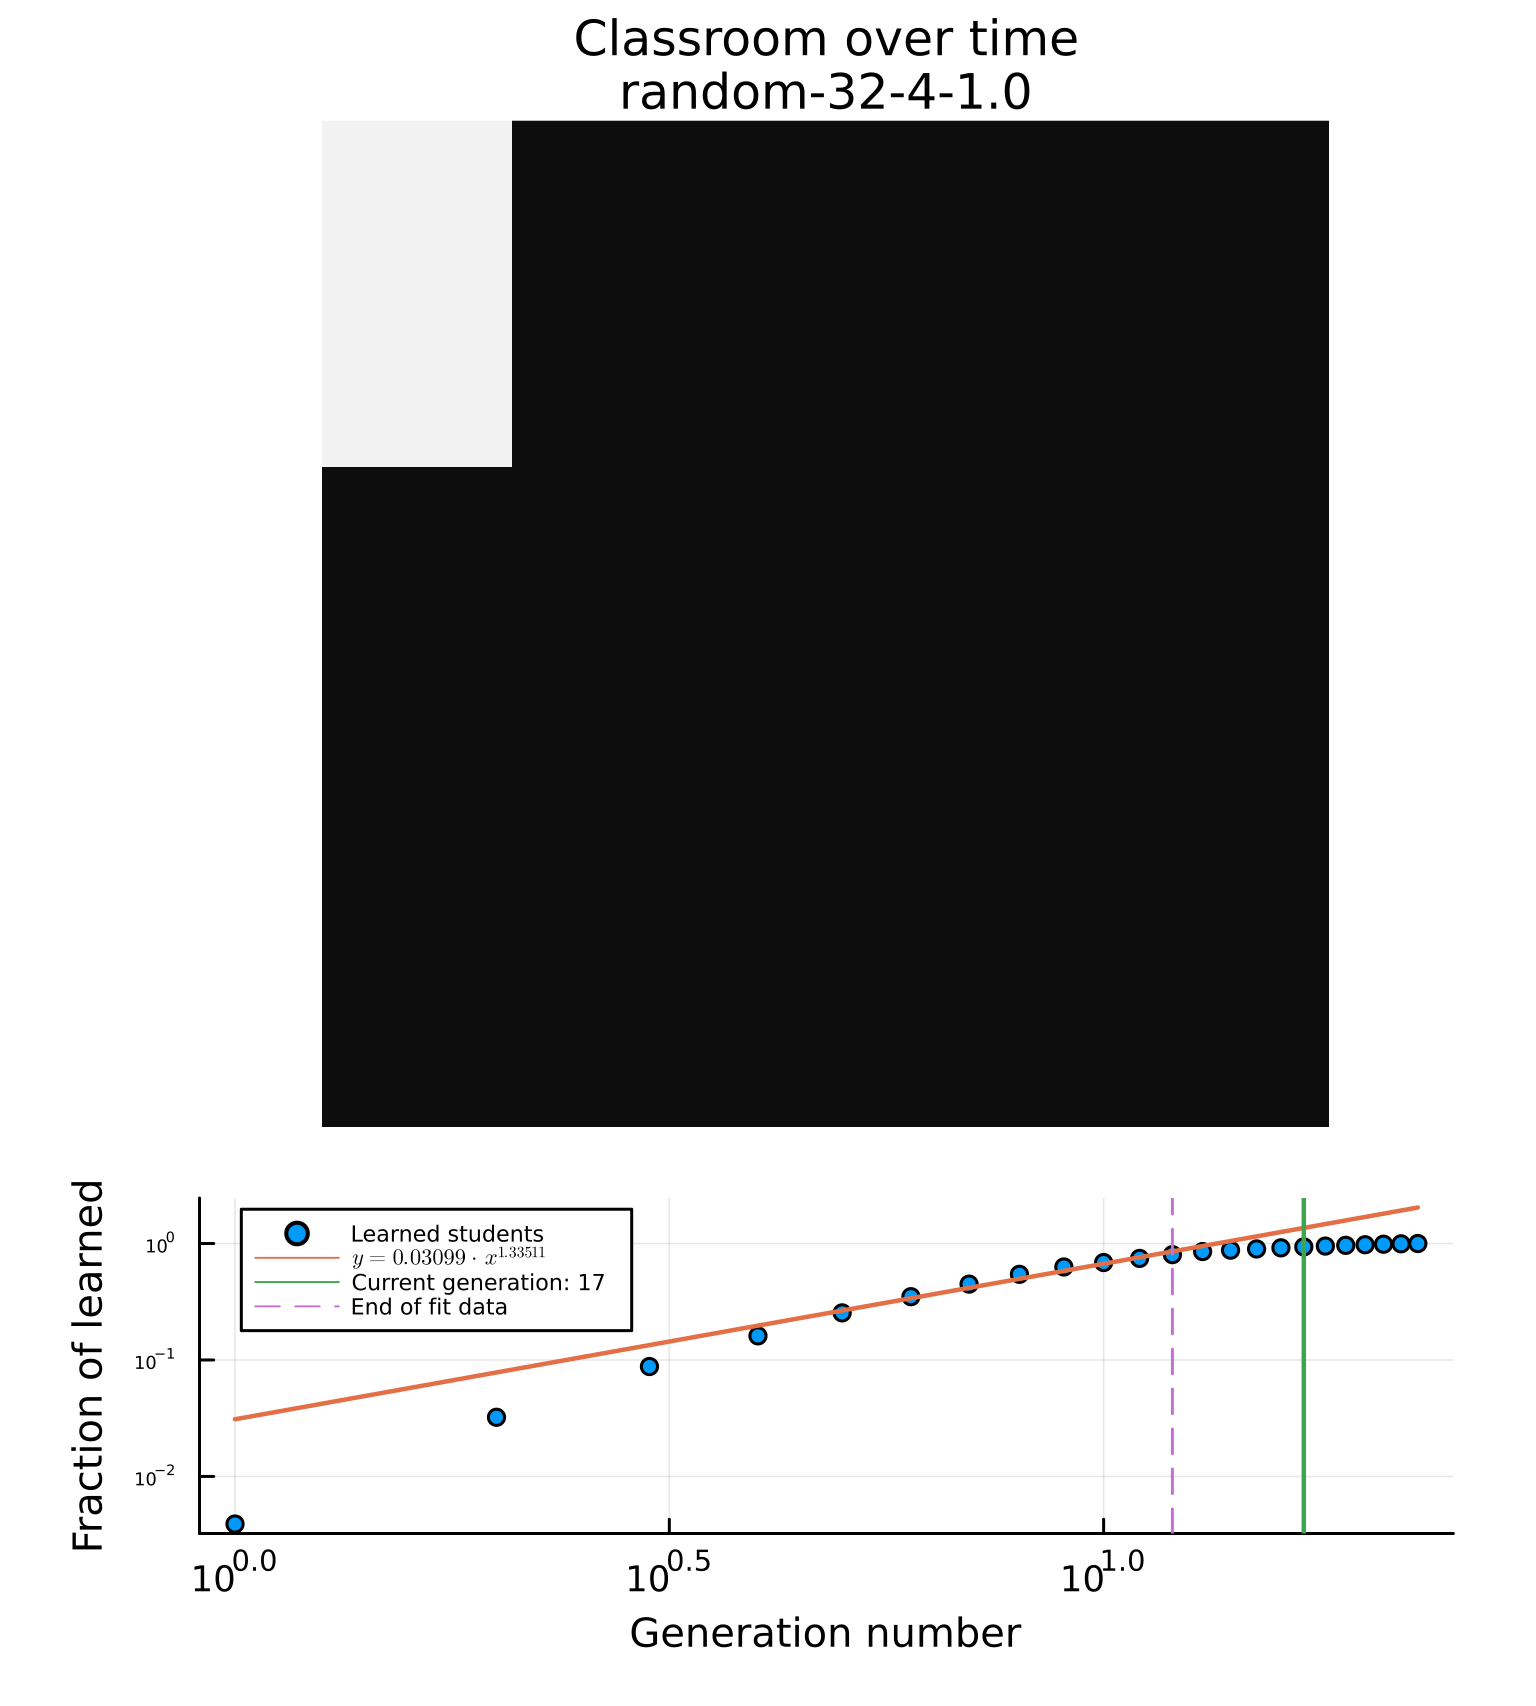 Classroom over time
random-32-4-1.0
Fraction of learned
10^0
10^−1
10^−2
Learned students
y = 0.03099 · x^1.33511
Current generation: 17
End of fit data
10^0.0 10^0.5 10^1.0
Generation number